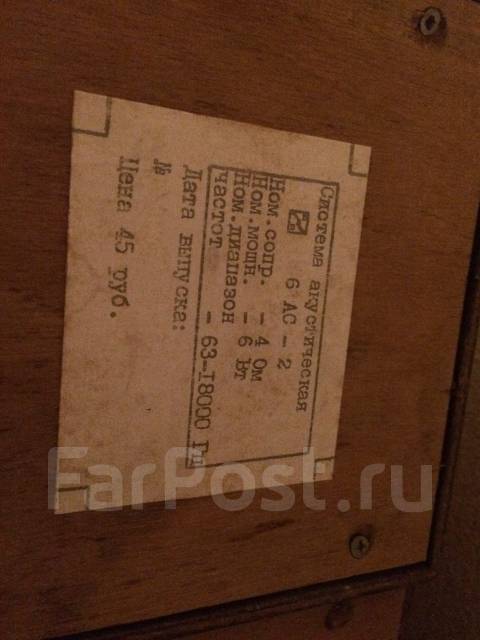 Система акустическая
6 АС - 2
Ном.сопр. - 4 Ом
Ном.мощн. - 6 Вт
Ном.диапазон
частот - 63-18000 Гц
Дата выпуска:
№
Цена 45 руб.
FarPost.ru